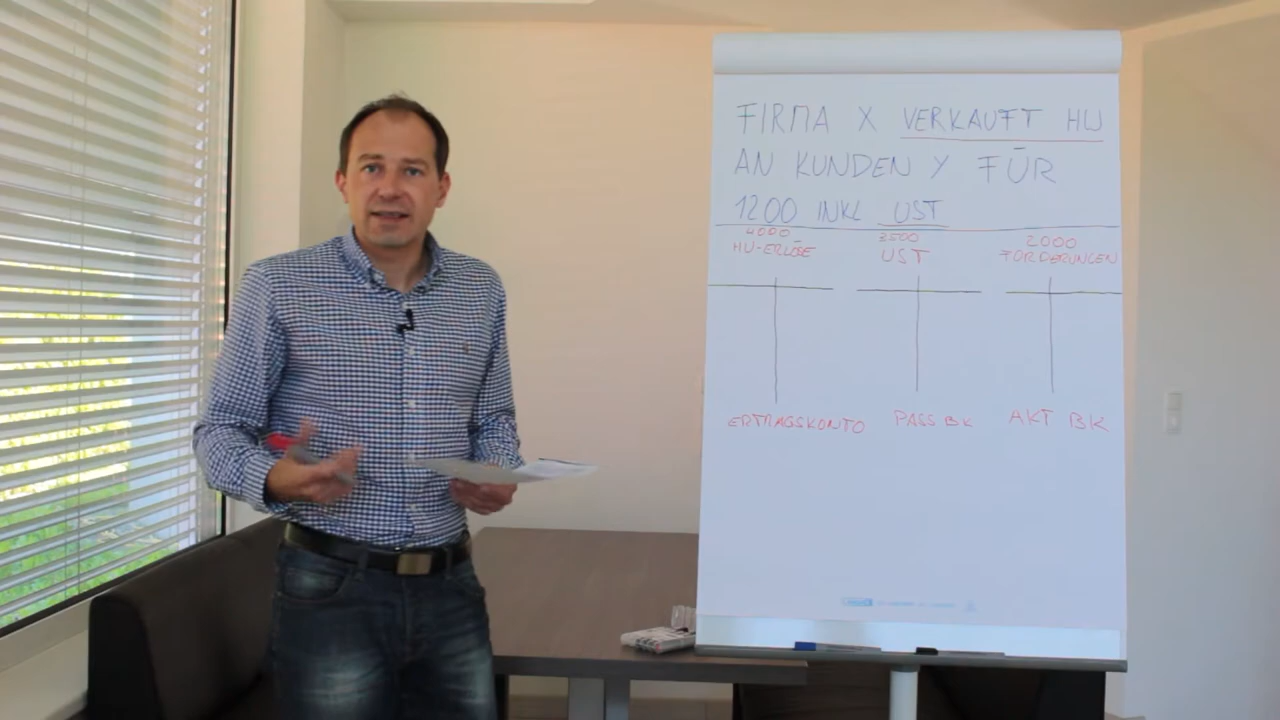 FIRMA X VERKAUFT HW
AN KUNDEN Y FÜR
1200 INKL UST
4000 3500 2000
HW-ERLÖSE UST FORDERUNGEN
ERTRAGSKONTO PASS BK AKT BK